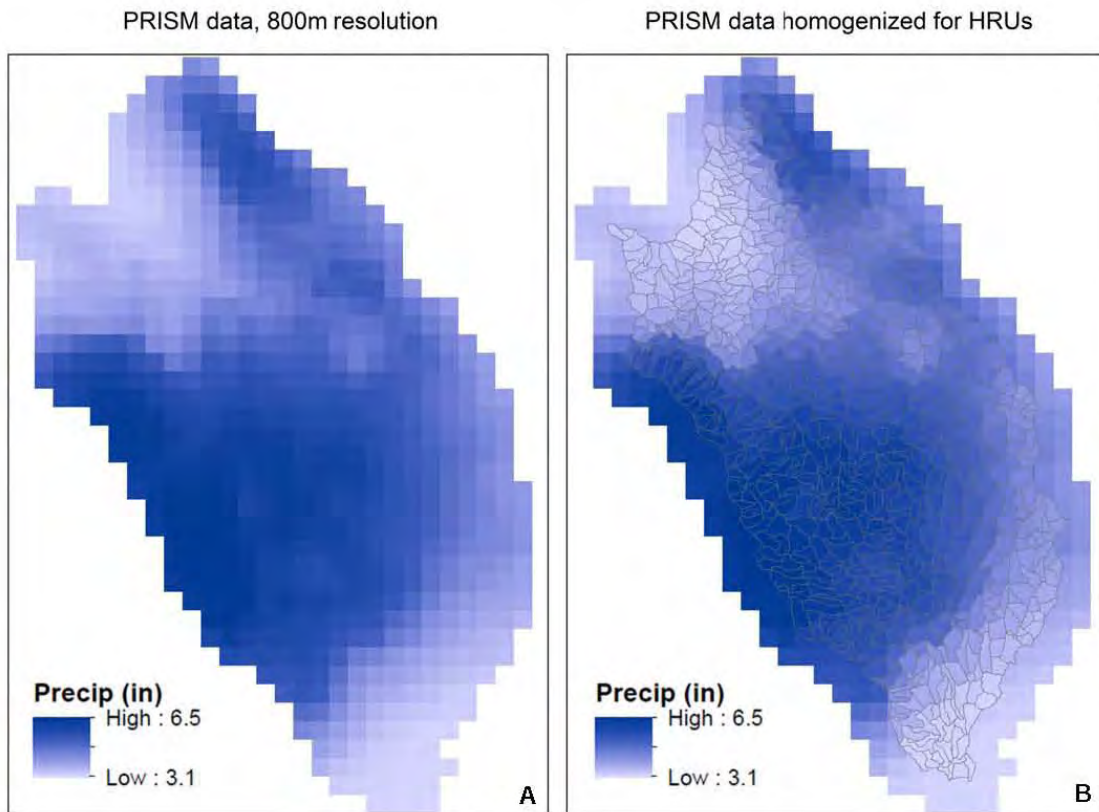 PRISM data, 800m resolution
PRISM data homogenized for HRUs
Precip (in)
High : 6.5
Low : 3.1
A
Precip (in)
High : 6.5
Low : 3.1
B